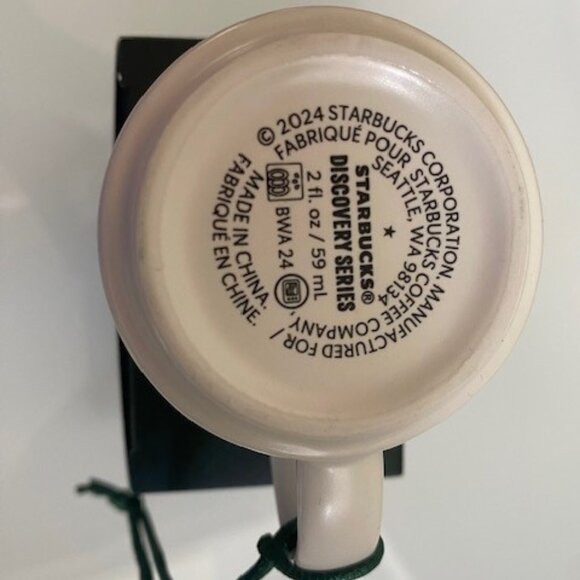 © 2024 STARBUCKS CORPORATION. MANUFACTURED FOR /
FABRIQUÉ POUR STARBUCKS COFFEE COMPANY,
SEATTLE, WA 98134
★
STARBUCKS®
DISCOVERY SERIES
2 fl. oz / 59 mL
BWA 24
MADE IN CHINA.
FABRIQUÉ EN CHINE.